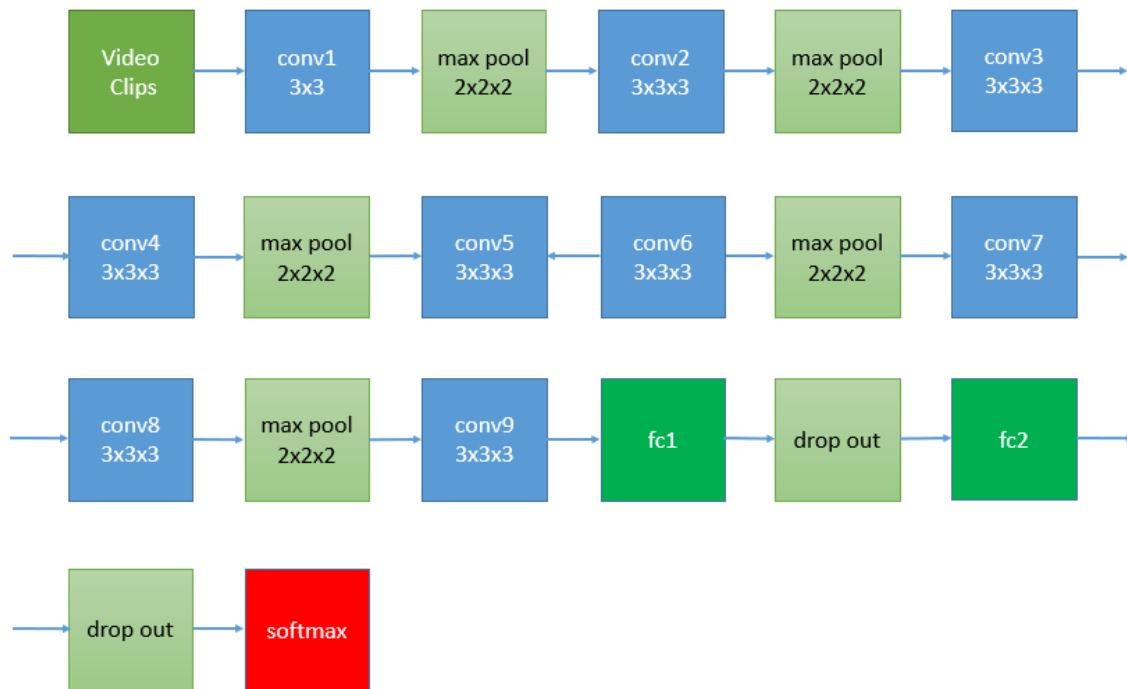 Video
Clips
conv1
3x3
max pool
2x2x2
conv2
3x3x3
max pool
2x2x2
conv3
3x3x3
conv4
3x3x3
max pool
2x2x2
conv5
3x3x3
conv6
3x3x3
max pool
2x2x2
conv7
3x3x3
conv8
3x3x3
max pool
2x2x2
conv9
3x3x3
fc1
drop out
fc2
drop out
softmax